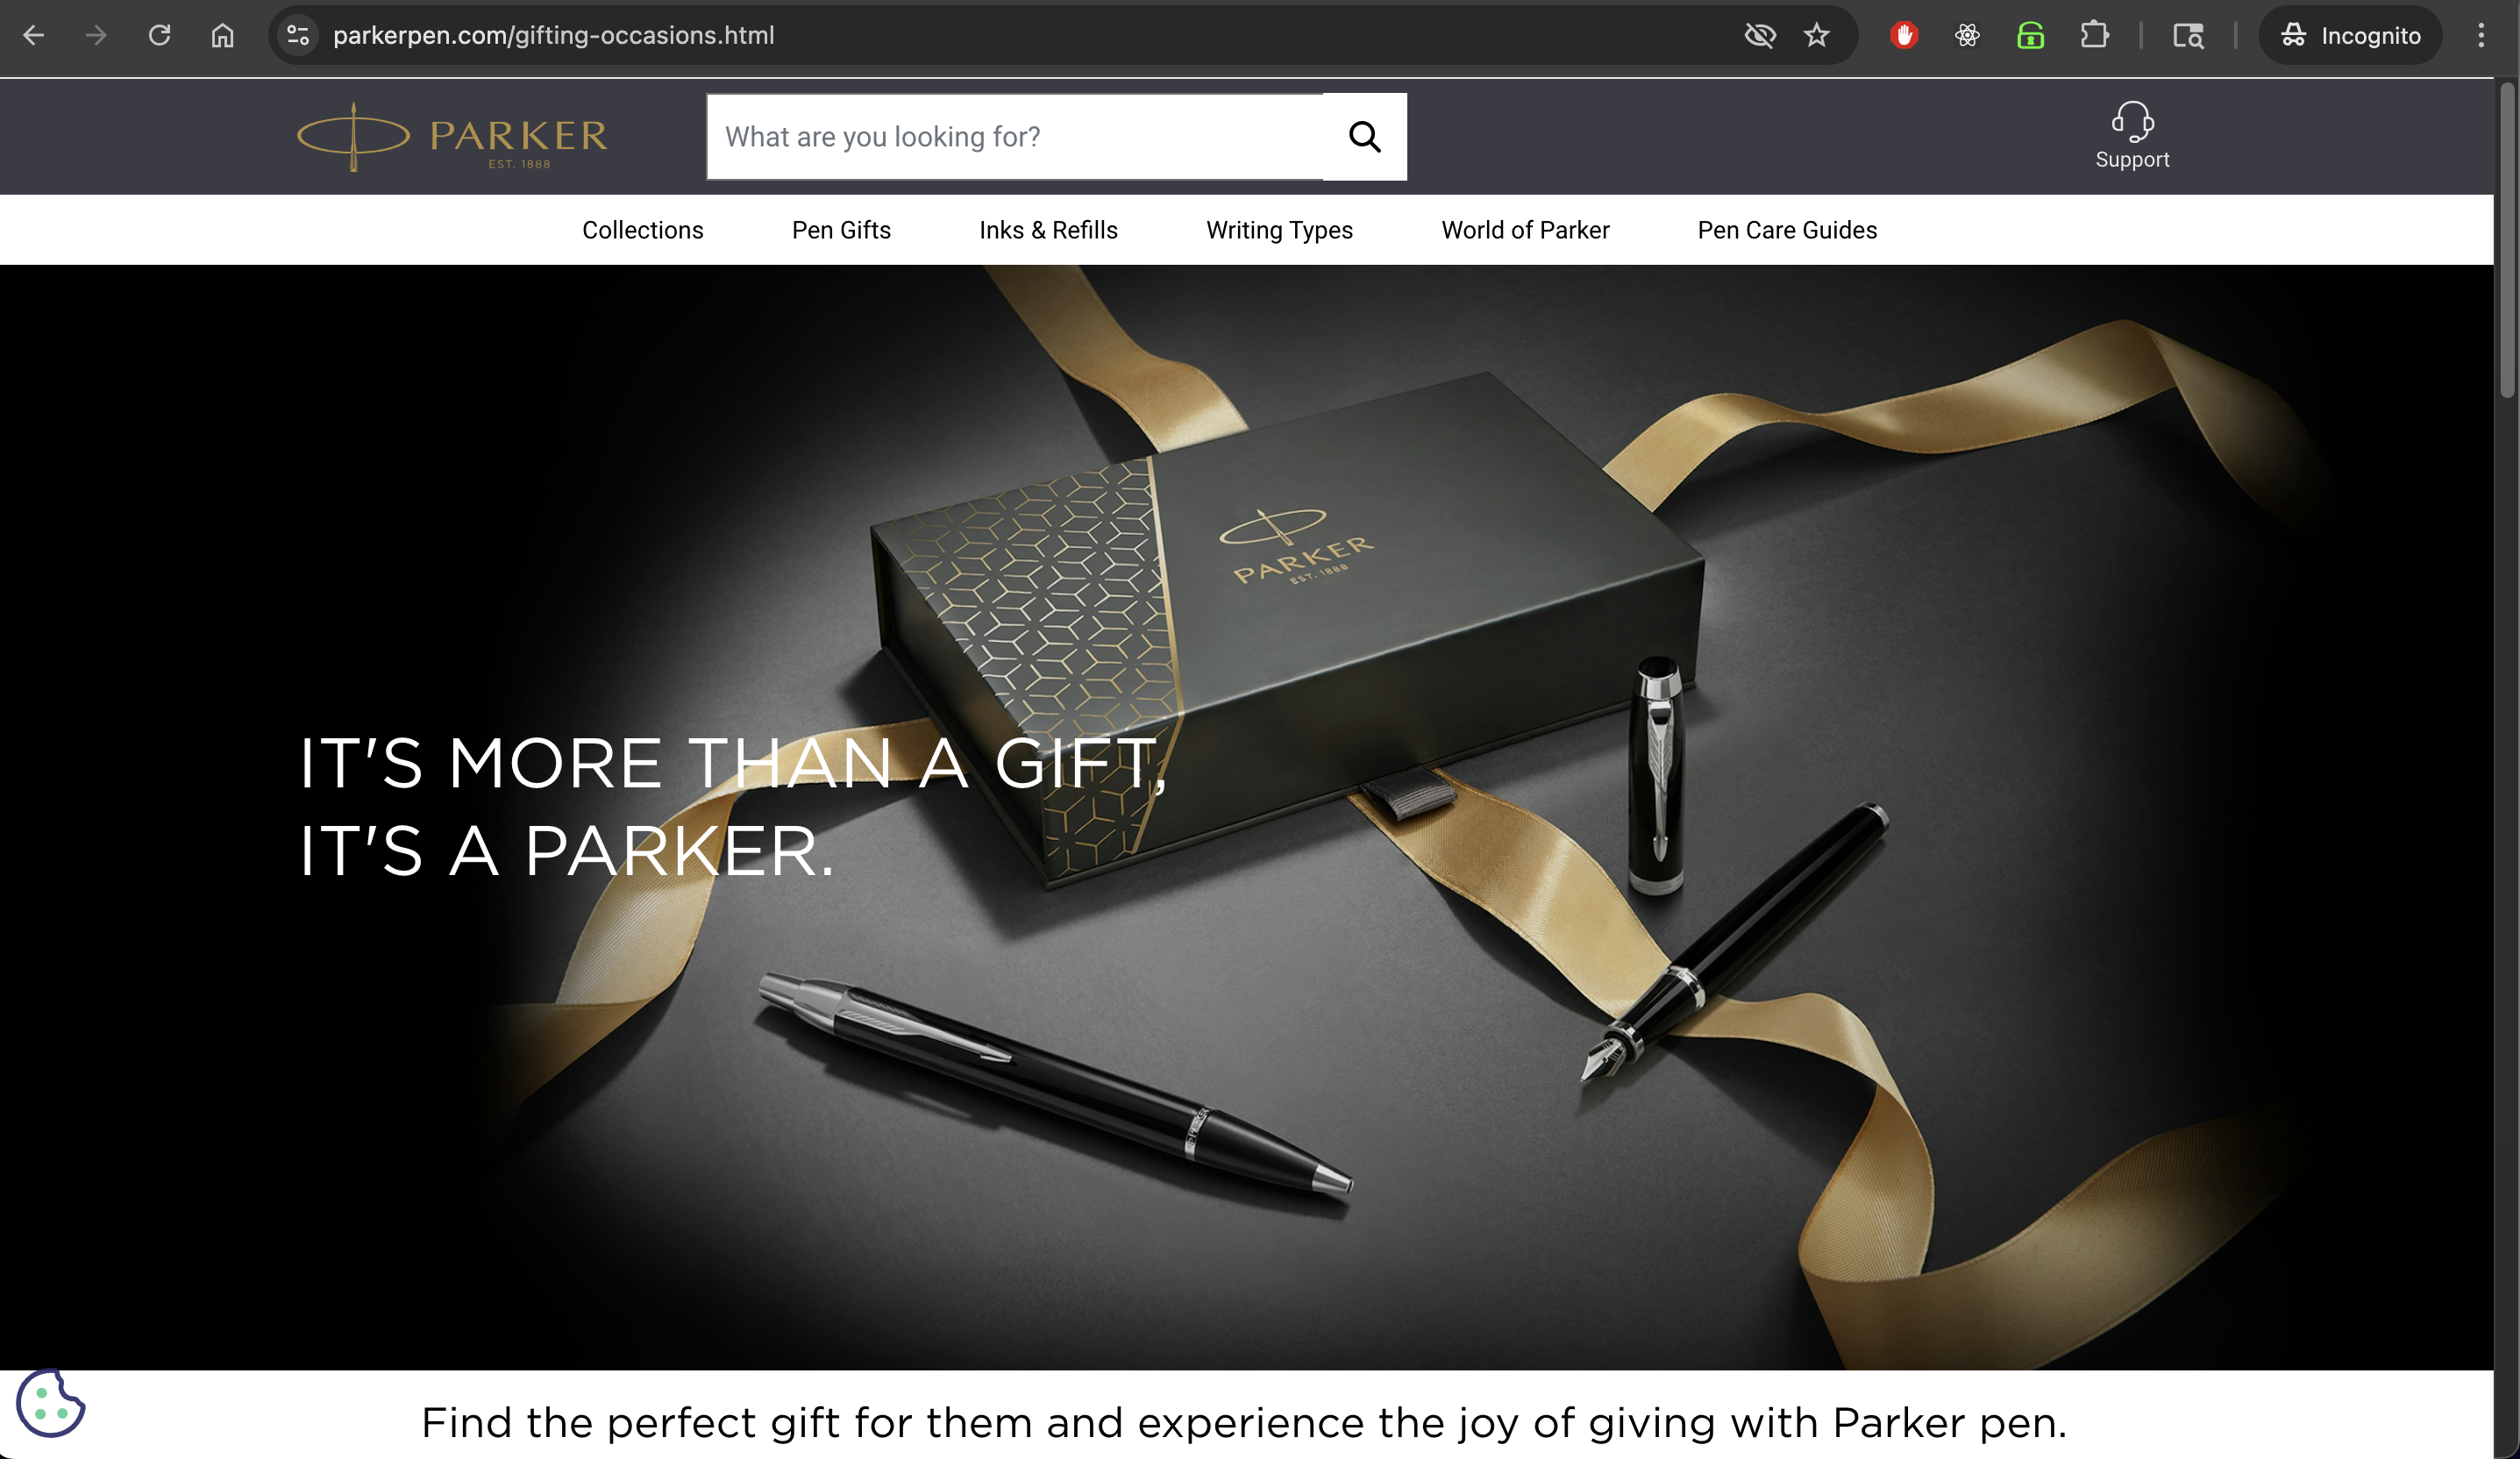 parkerpen.com/gifting-occasions.html
Incognito
PARKER
EST. 1888
What are you looking for?
Support
Collections
Pen Gifts
Inks & Refills
Writing Types
World of Parker
Pen Care Guides
PARKER
EST. 1888
IT'S MORE THAN A GIFT,
IT'S A PARKER.
Find the perfect gift for them and experience the joy of giving with Parker pen.